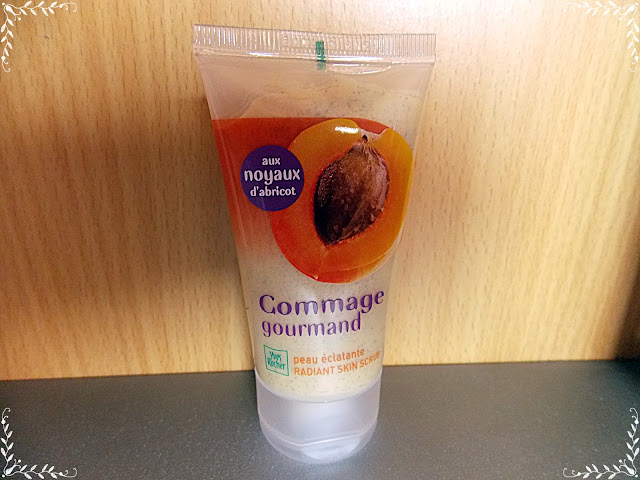 aux
noyaux
d'abricot
Gommage
gourmand
Yves
Rocher
peau éclatante
RADIANT SKIN SCRUB